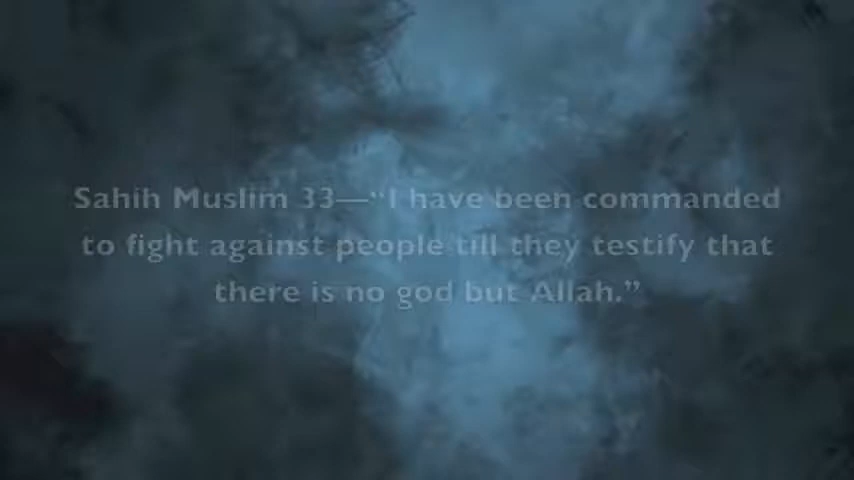 Sahih Muslim 33—“I have been commanded
to fight against people till they testify that
there is no god but Allah.”